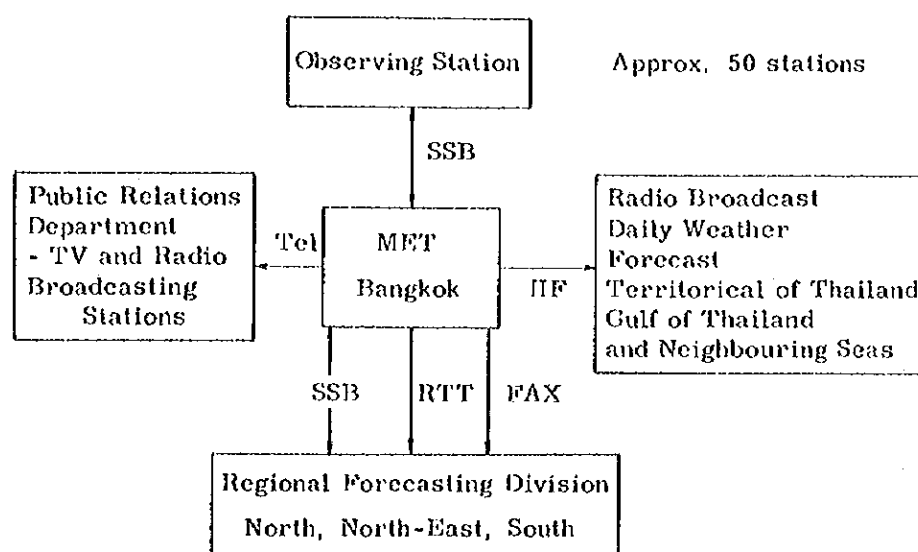 Observing Station
Approx. 50 stations
SSB
Public Relations
Department
- TV and Radio
Broadcasting
Stations
Tel
MET
Bangkok
HF
Radio Broadcast
Daily Weather
Forecast
Territorical of Thailand
Gulf of Thailand
and Neighbouring Seas
SSB
RTT
FAX
Regional Forecasting Division
North, North-East, South